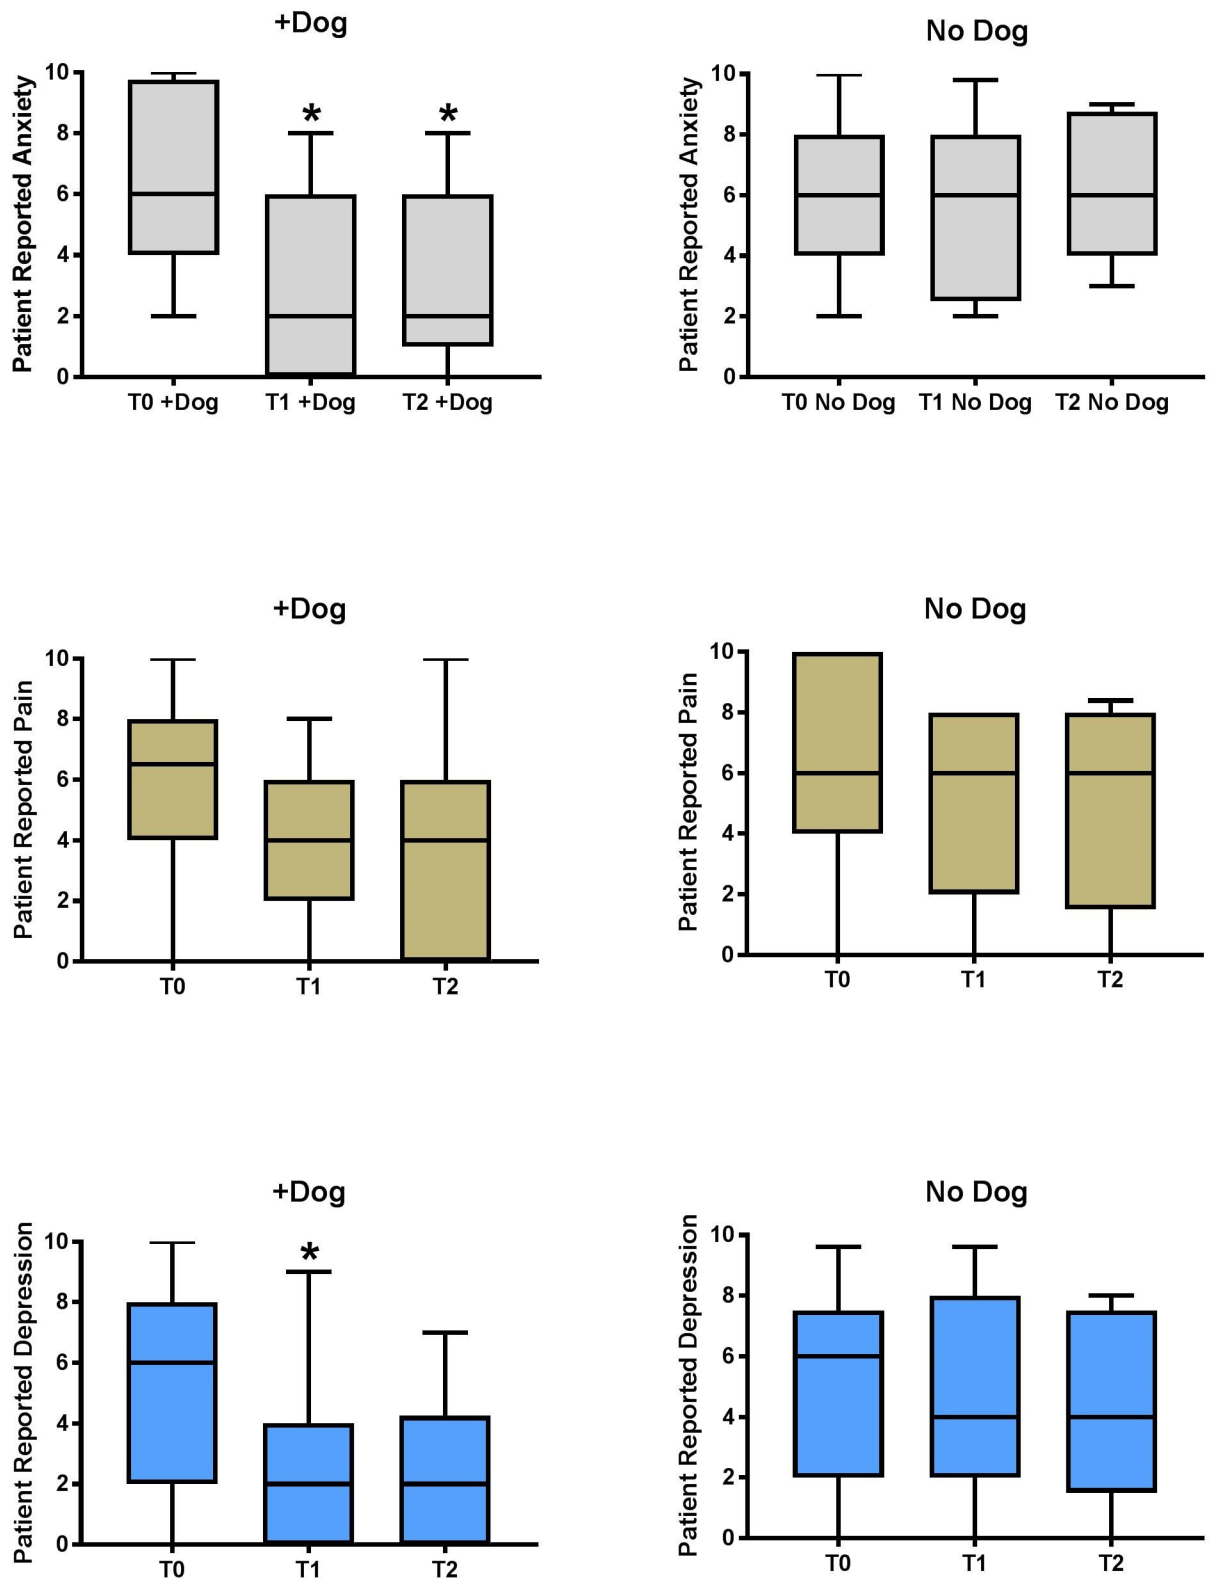 +Dog
No Dog
Patient Reported Anxiety
10
8
6
4
2
0
* *
T0 +Dog T1 +Dog T2 +Dog
Patient Reported Anxiety
10
8
6
4
2
0
T0 No Dog T1 No Dog T2 No Dog
+Dog
No Dog
Patient Reported Pain
10
8
6
4
2
0
T0 T1 T2
Patient Reported Pain
10
8
6
4
2
0
T0 T1 T2
+Dog
No Dog
Patient Reported Depression
10
8
6
4
2
0
*
T0 T1 T2
Patient Reported Depression
10
8
6
4
2
0
T0 T1 T2